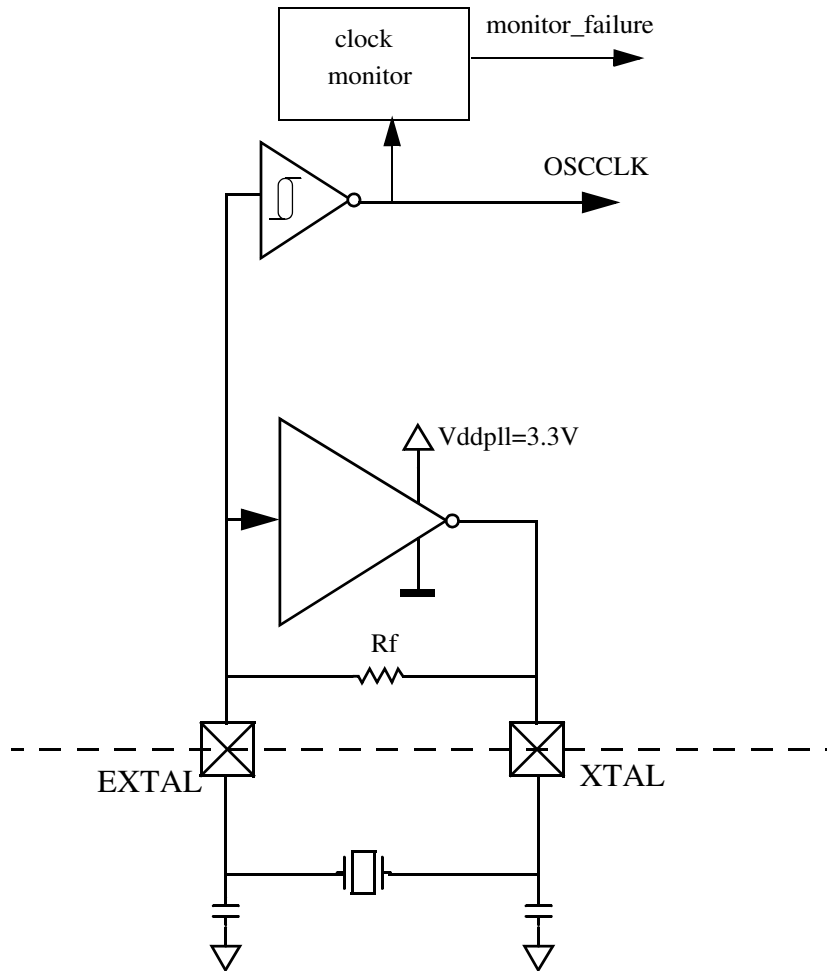 clock
monitor
monitor_failure
OSCCLK
Vddpll=3.3V
Rf
EXTAL
XTAL